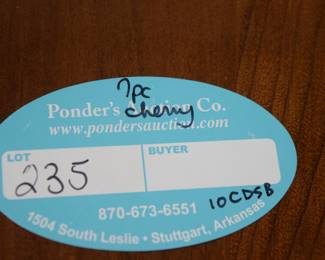 7pc
Ponder's Auction Co.
cherry
www.pondersauction.com
LOT
BUYER
235
870-673-6551
10CDSB
1504 South Leslie • Stuttgart, Arkansas